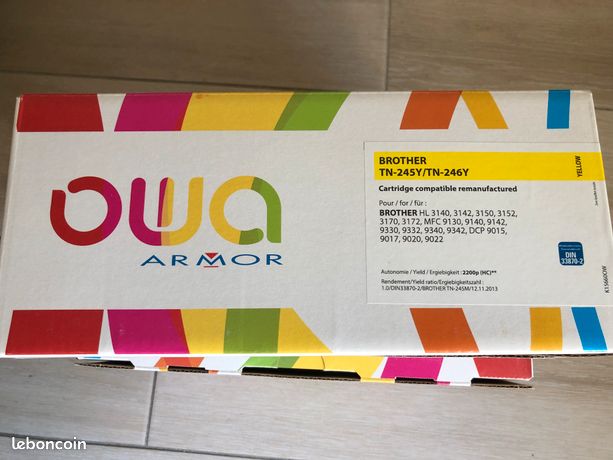 owa
ARMOR
BROTHER
TN-245Y/TN-246Y
Cartridge compatible remanufactured
Pour / for / für :
BROTHER HL 3140, 3142, 3150, 3152,
3170, 3172, MFC 9130, 9140, 9142,
9330, 9332, 9340, 9342, DCP 9015,
9017, 9020, 9022
Autonomie / Yield / Ergiebigkeit : 2200p (HC)**
Rendement/Yield ratio/Ergiebigkeitszahl :
1.0/DIN33870-2/BROTHER TN-245M/12.11.2013
YELLOW
DIN
33870-2
K15660OW
leboncoin